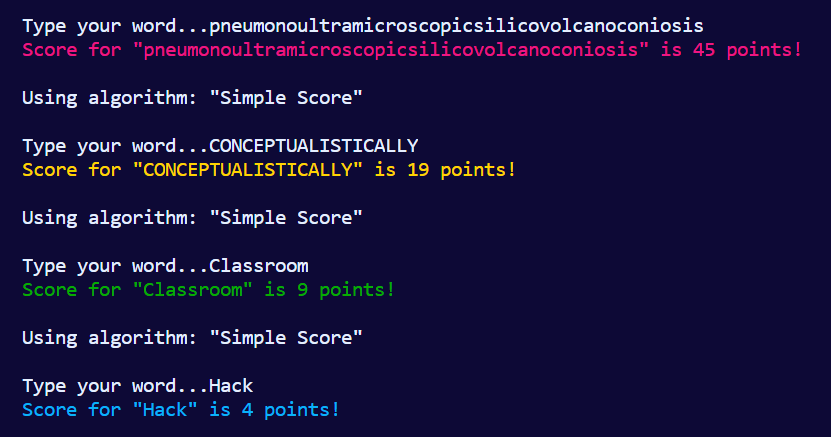 Type your word...pneumonoultramicroscopicsilicovolcanoconiosis
Score for "pneumonoultramicroscopicsilicovolcanoconiosis" is 45 points!
Using algorithm: "Simple Score"
Type your word...CONCEPTUALISTICALLY
Score for "CONCEPTUALISTICALLY" is 19 points!
Using algorithm: "Simple Score"
Type your word...Classroom
Score for "Classroom" is 9 points!
Using algorithm: "Simple Score"
Type your word...Hack
Score for "Hack" is 4 points!